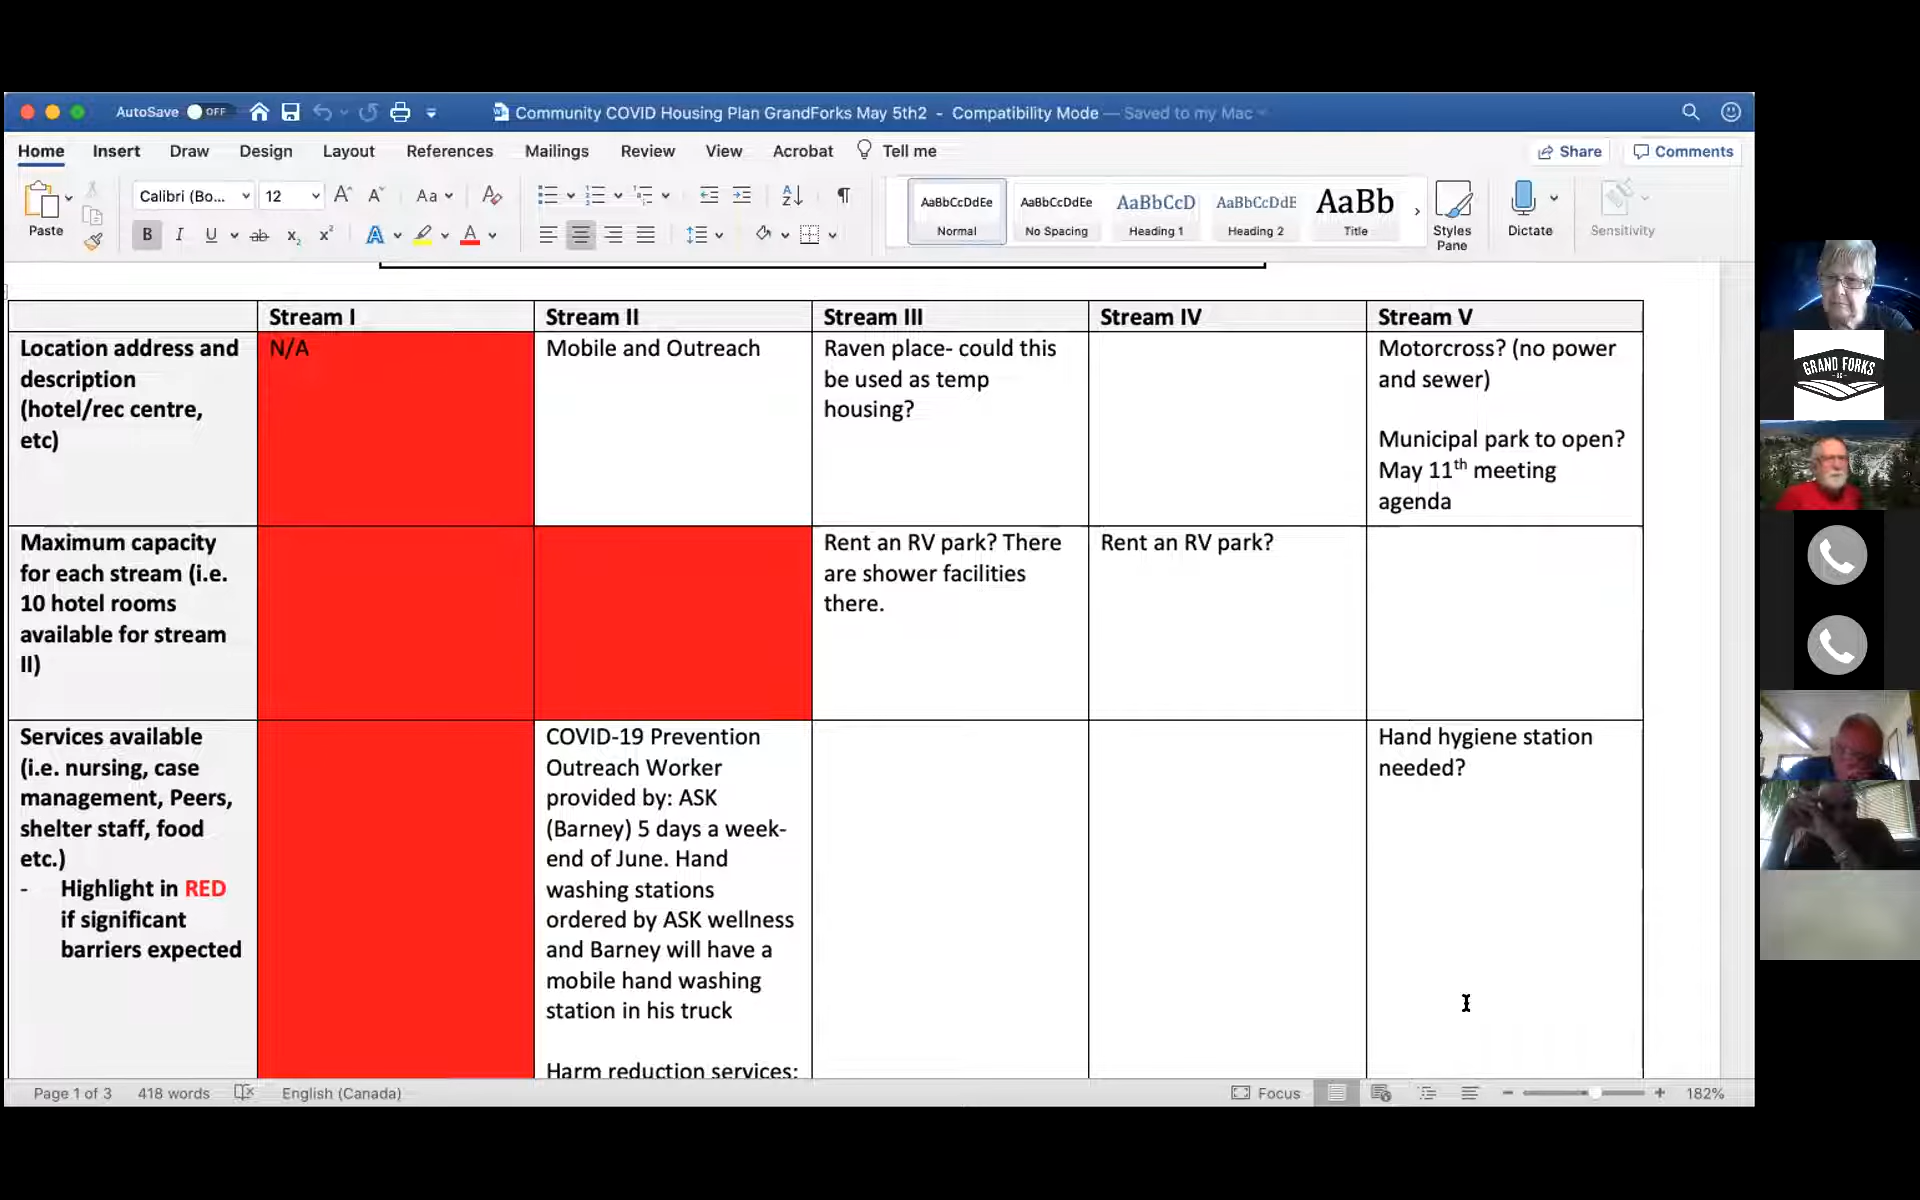 AutoSave OFF
Community COVID Housing Plan GrandForks May 5th2 - Compatibility Mode — Saved to my Mac
Home Insert Draw Design Layout References Mailings Review View Acrobat Tell me
Share Comments
Paste
Calibri (Bo... 12
AaBbCcDdEe
Normal
AaBbCcDdEe
No Spacing
AaBbCcD
Heading 1
AaBbCcDdE
Heading 2
AaBb
Title
Styles
Pane
Dictate
Sensitivity
Stream I
Stream II
Stream III
Stream IV
Stream V
Location address and
description
(hotel/rec centre,
etc)
N/A
Mobile and Outreach
Raven place- could this
be used as temp
housing?
Motorcross? (no power
and sewer)
Municipal park to open?
May 11th meeting
agenda
Maximum capacity
for each stream (i.e.
10 hotel rooms
available for stream
II)
Rent an RV park? There
are shower facilities
there.
Rent an RV park?
Services available
(i.e. nursing, case
management, Peers,
shelter staff, food
etc.)
- Highlight in RED
if significant
barriers expected
COVID-19 Prevention
Outreach Worker
provided by: ASK
(Barney) 5 days a week-
end of June. Hand
washing stations
ordered by ASK wellness
and Barney will have a
mobile hand washing
station in his truck
Harm reduction services:
Hand hygiene station
needed?
Page 1 of 3
418 words
English (Canada)
Focus
182%
GRAND FORKS